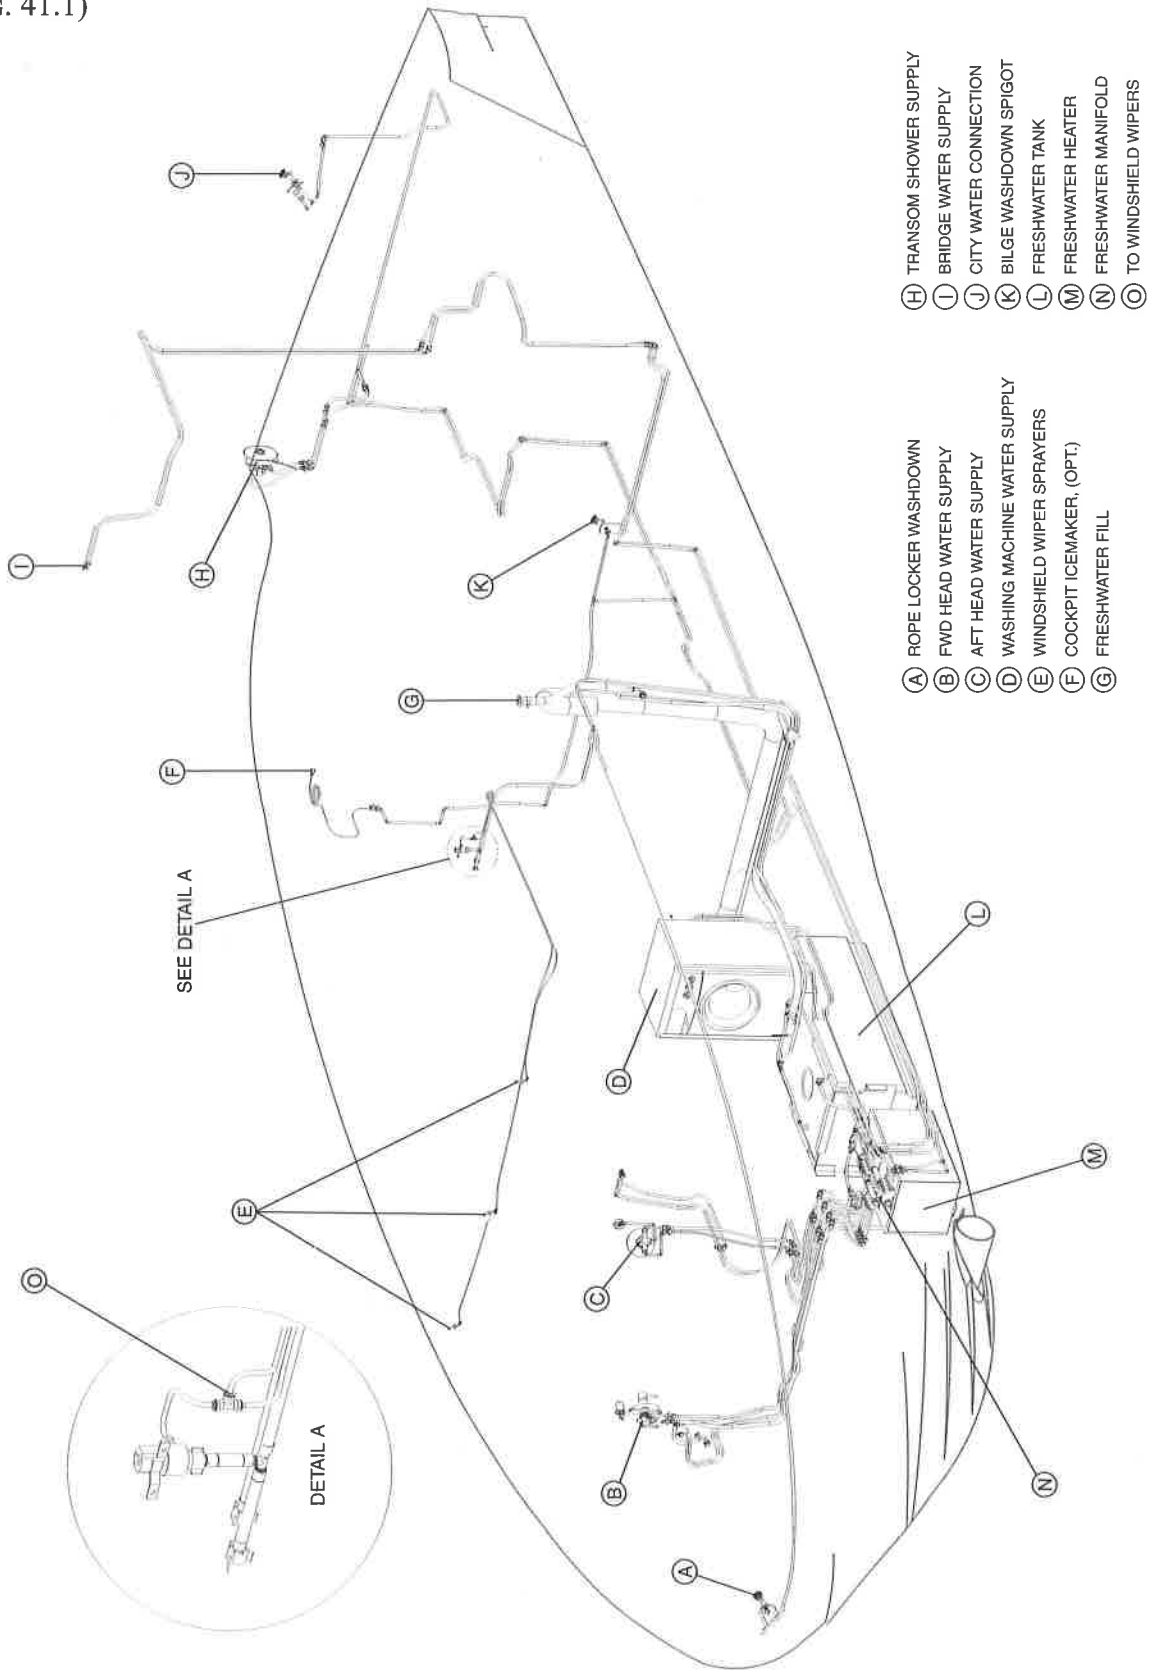 G. 41.1)
SEE DETAIL A
DETAIL A
A
B
C
D
E
F
G
H
I
J
K
L
M
N
O
A ROPE LOCKER WASHDOWN
B FWD HEAD WATER SUPPLY
C AFT HEAD WATER SUPPLY
D WASHING MACHINE WATER SUPPLY
E WINDSHIELD WIPER SPRAYERS
F COCKPIT ICEMAKER, (OPT.)
G FRESHWATER FILL
H TRANSOM SHOWER SUPPLY
I BRIDGE WATER SUPPLY
J CITY WATER CONNECTION
K BILGE WASHDOWN SPIGOT
L FRESHWATER TANK
M FRESHWATER HEATER
N FRESHWATER MANIFOLD
O TO WINDSHIELD WIPERS